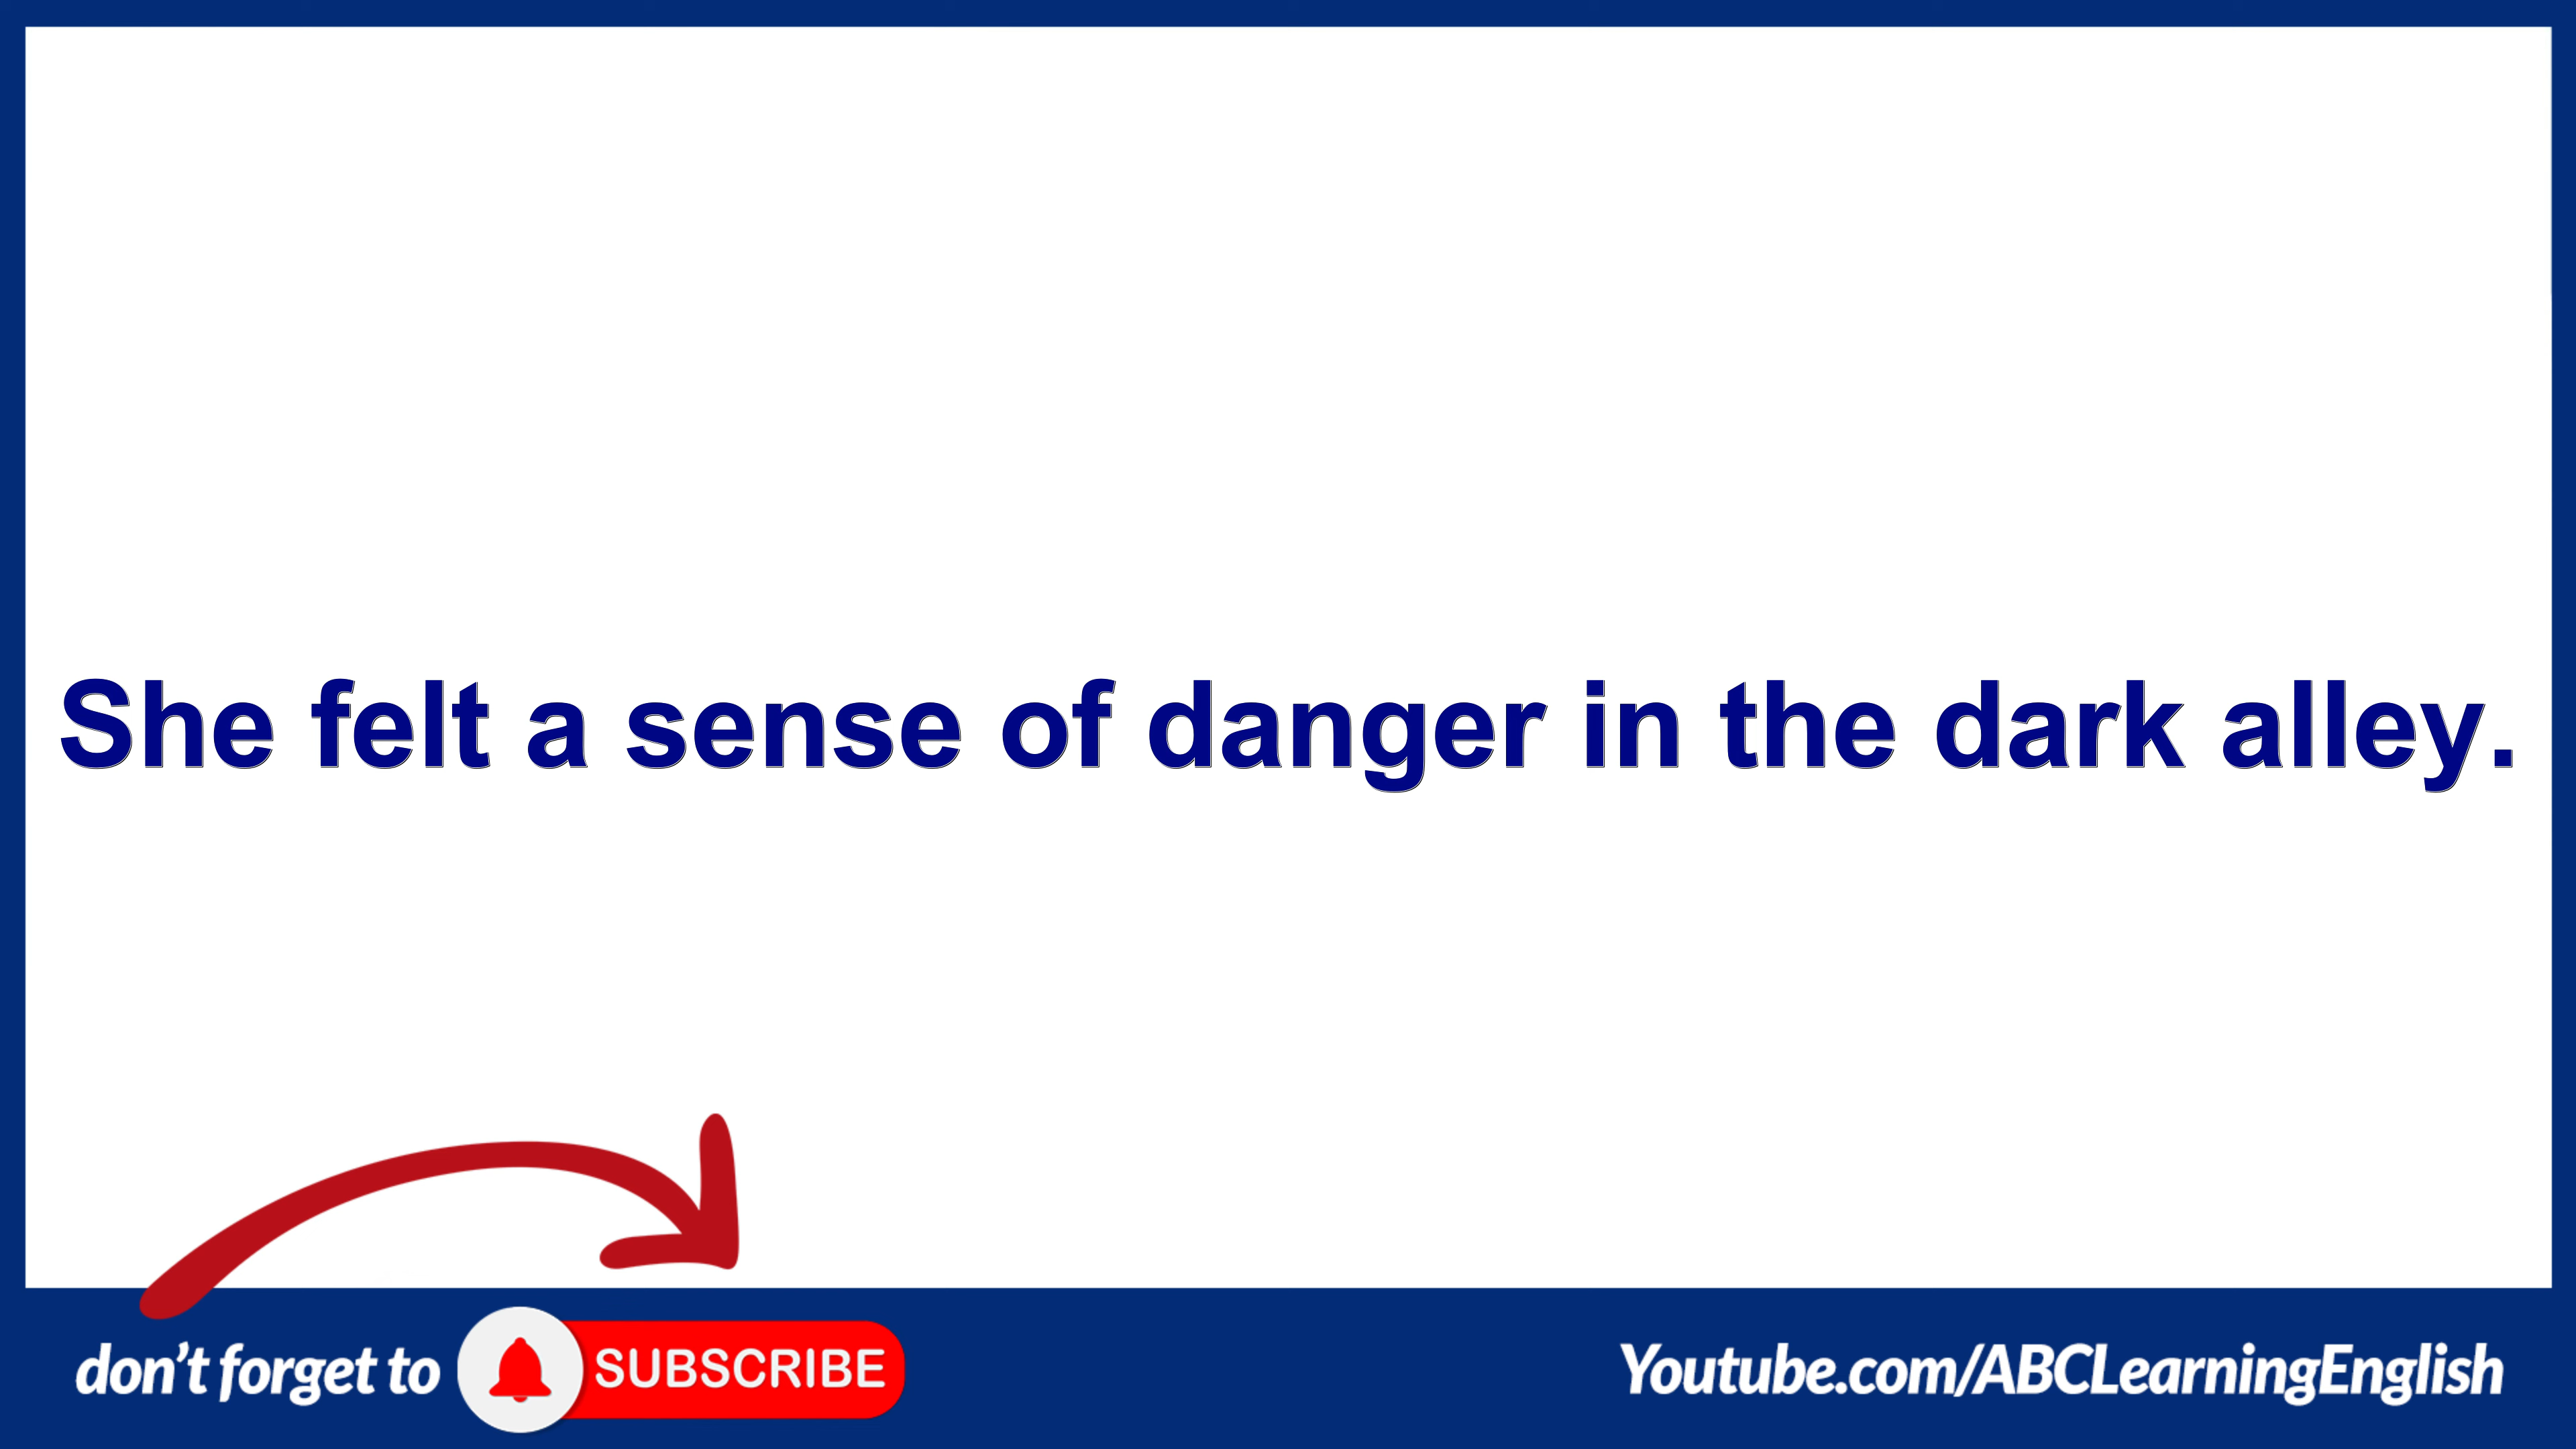 She felt a sense of danger in the dark alley.
don't forget to SUBSCRIBE
Youtube.com/ABCLearningEnglish